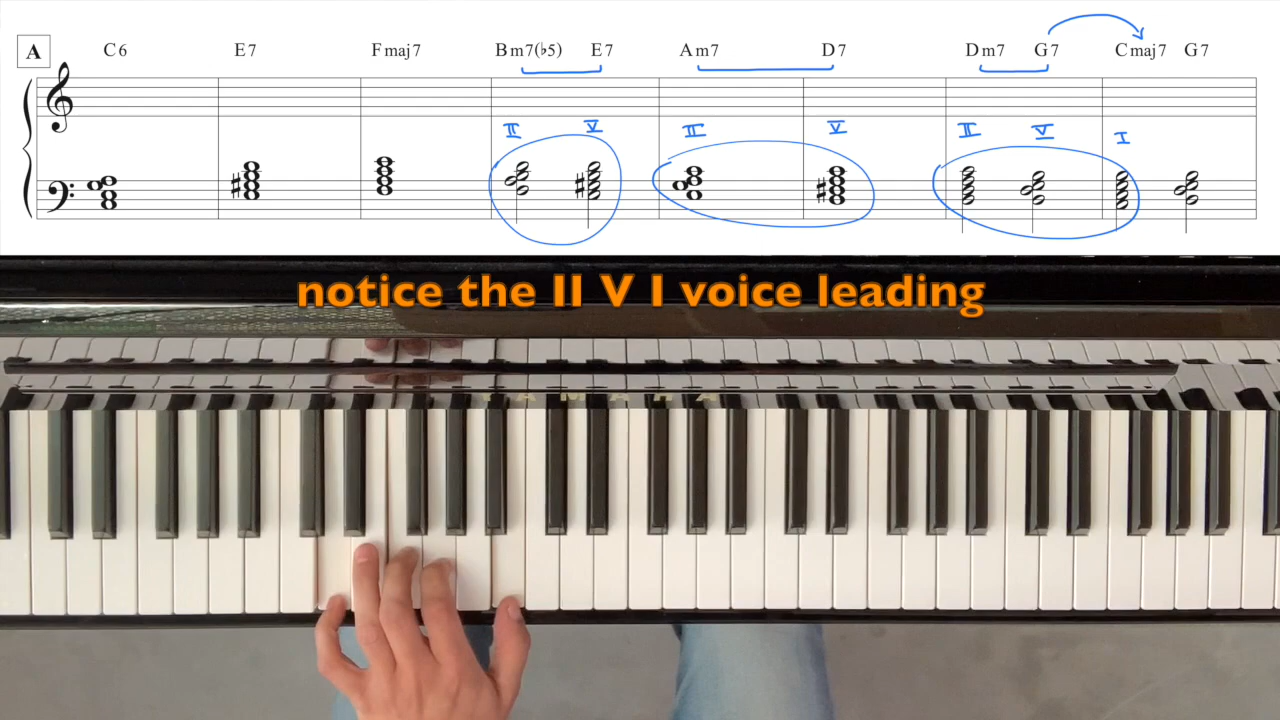 A C6 E7 Fmaj7 Bm7(♭5) E7 Am7 D7 Dm7 G7 Cmaj7 G7
II V II V II V I
notice the II V I voice leading
YAMAHA